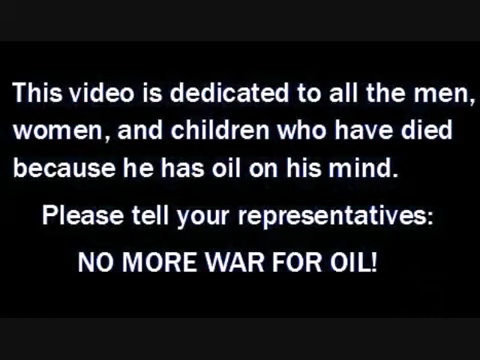 This video is dedicated to all the men,
women, and children who have died
because he has oil on his mind.
Please tell your representatives:
NO MORE WAR FOR OIL!